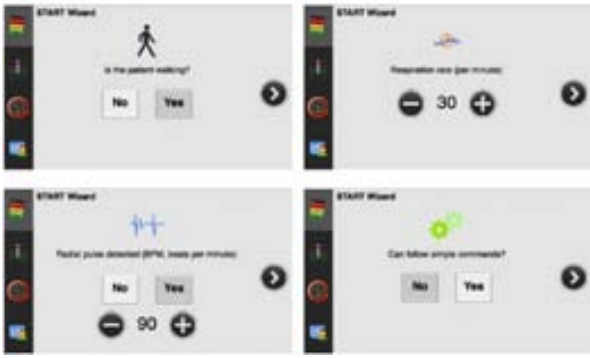 START Wizard
Is the patient walking?
No Yes
START Wizard
Respiration rate (per minute)
30
START Wizard
Radial pulse detected (BPM, beats per minute)
No Yes
90
START Wizard
Can follow simple commands?
No Yes